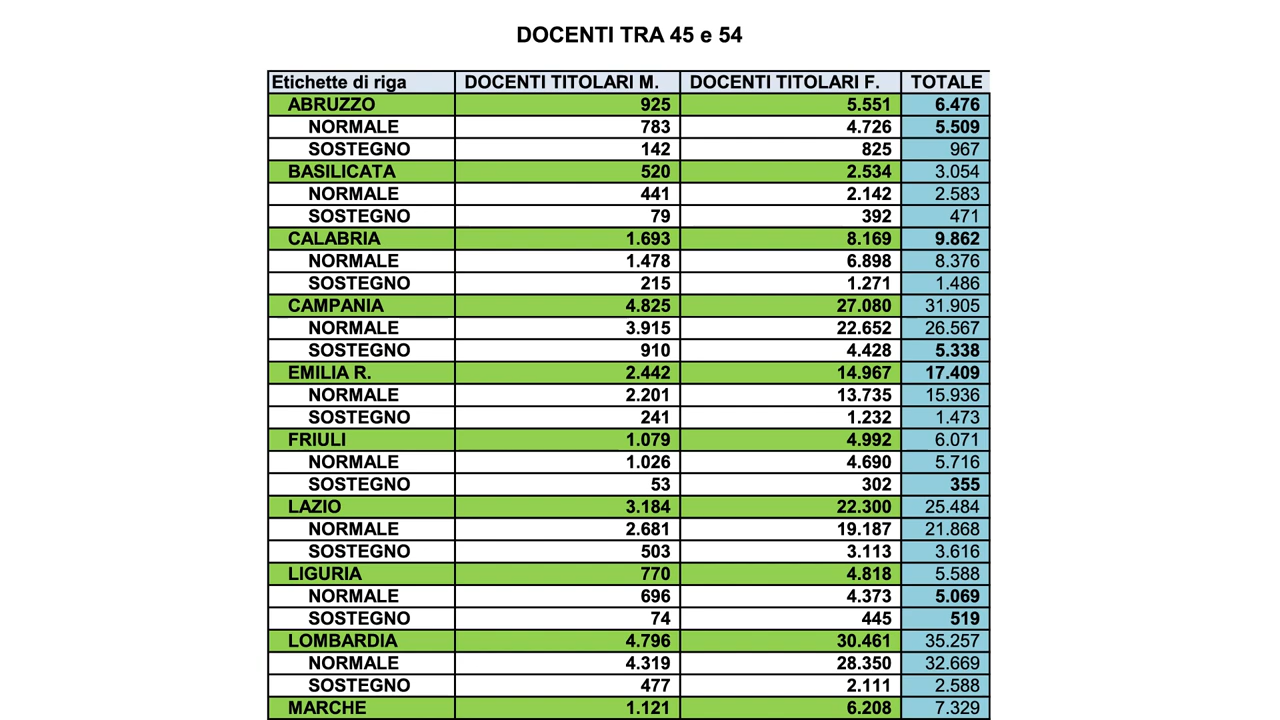 DOCENTI TRA 45 e 54
Etichette di riga DOCENTI TITOLARI M. DOCENTI TITOLARI F. TOTALE
ABRUZZO 925 5.551 6.476
NORMALE 783 4.726 5.509
SOSTEGNO 142 825 967
BASILICATA 520 2.534 3.054
NORMALE 441 2.142 2.583
SOSTEGNO 79 392 471
CALABRIA 1.693 8.169 9.862
NORMALE 1.478 6.898 8.376
SOSTEGNO 215 1.271 1.486
CAMPANIA 4.825 27.080 31.905
NORMALE 3.915 22.652 26.567
SOSTEGNO 910 4.428 5.338
EMILIA R. 2.442 14.967 17.409
NORMALE 2.201 13.735 15.936
SOSTEGNO 241 1.232 1.473
FRIULI 1.079 4.992 6.071
NORMALE 1.026 4.690 5.716
SOSTEGNO 53 302 355
LAZIO 3.184 22.300 25.484
NORMALE 2.681 19.187 21.868
SOSTEGNO 503 3.113 3.616
LIGURIA 770 4.818 5.588
NORMALE 696 4.373 5.069
SOSTEGNO 74 445 519
LOMBARDIA 4.796 30.461 35.257
NORMALE 4.319 28.350 32.669
SOSTEGNO 477 2.111 2.588
MARCHE 1.121 6.208 7.329